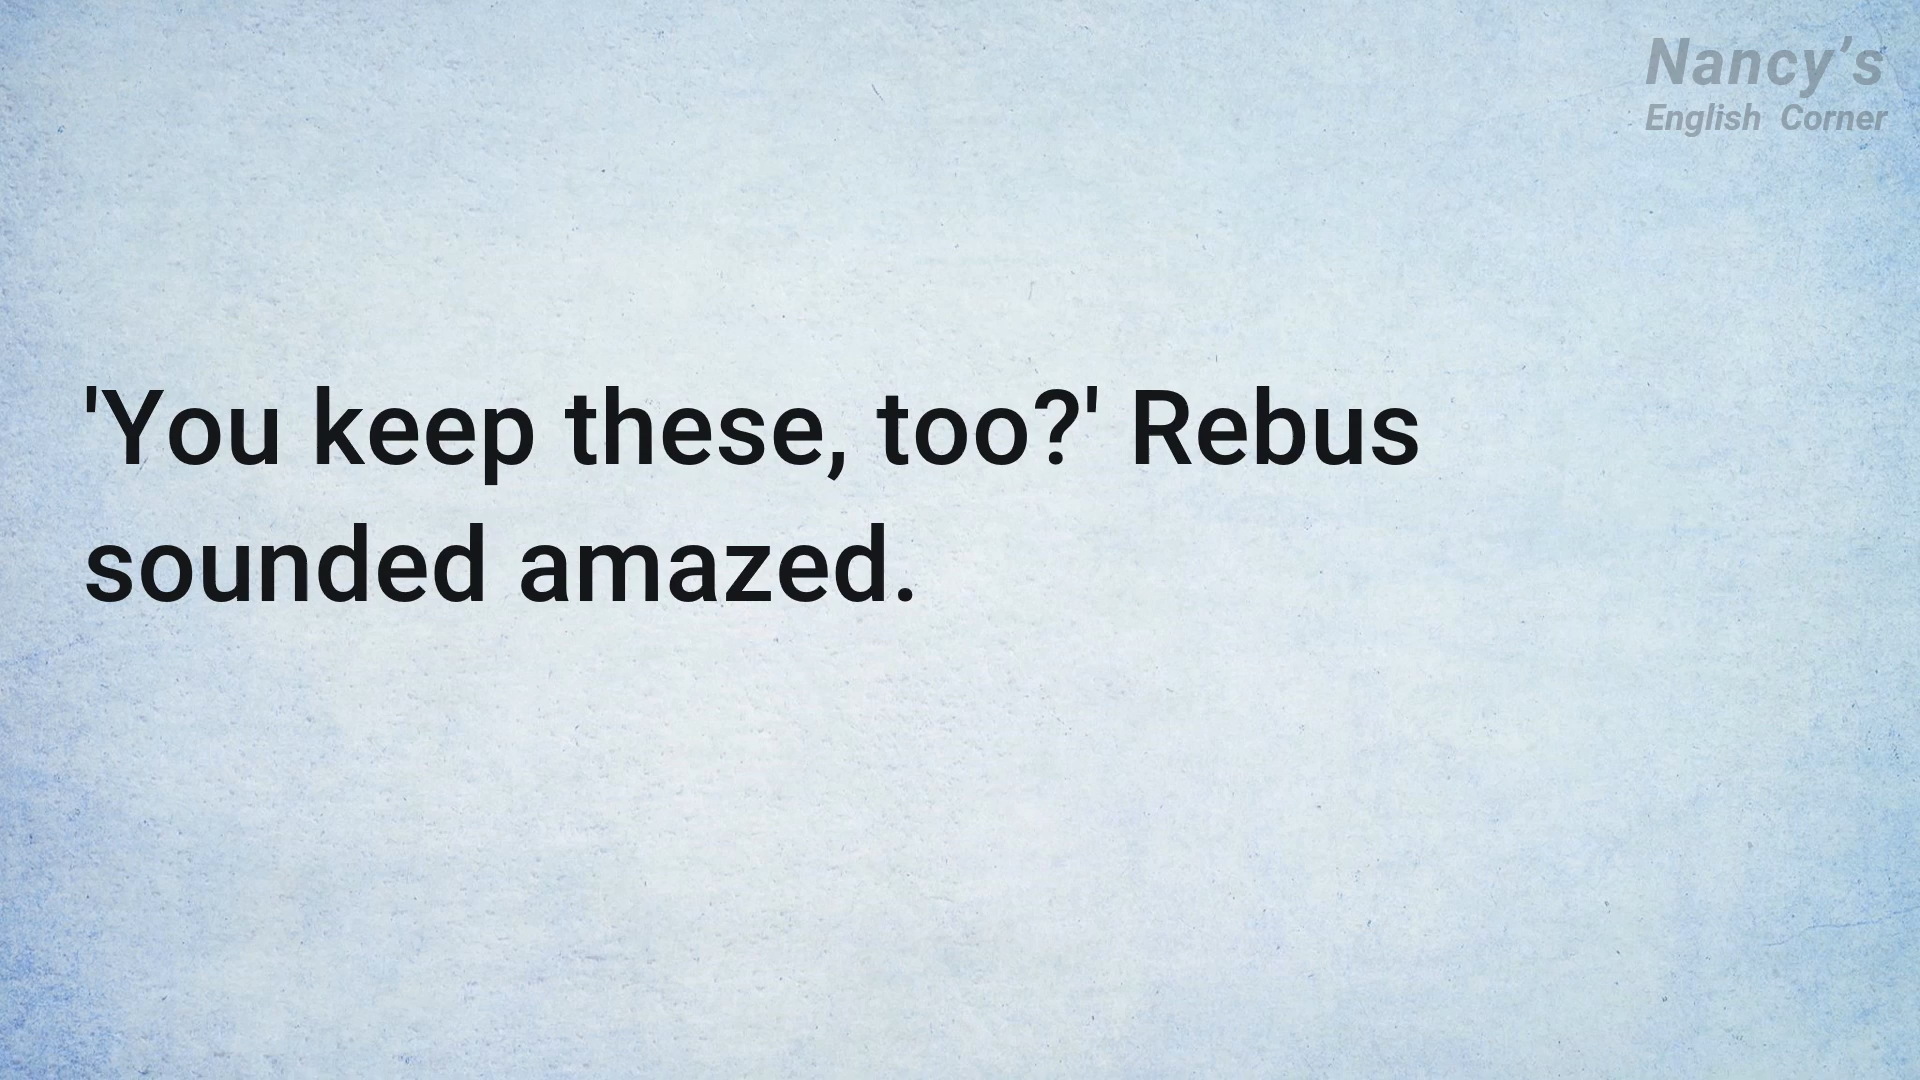 Nancy’s
English Corner
'You keep these, too?' Rebus
sounded amazed.